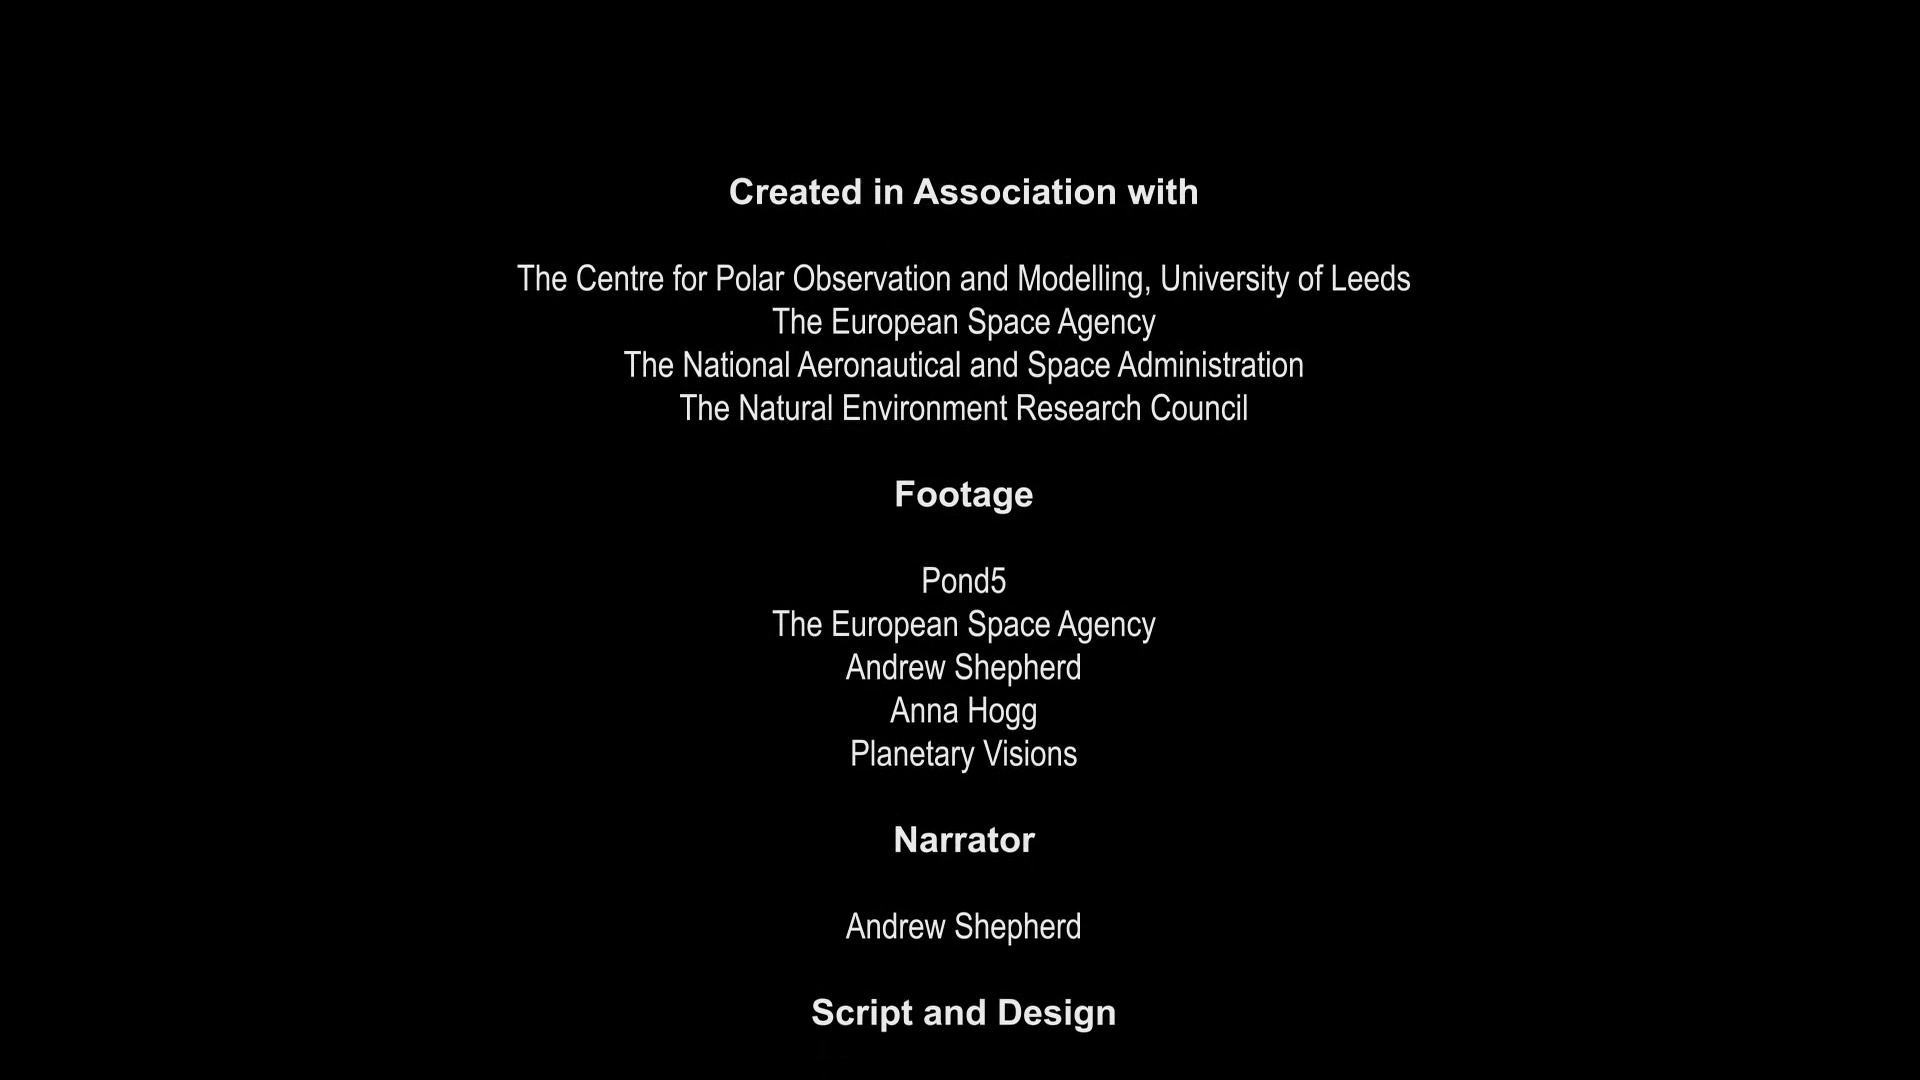 Created in Association with
The Centre for Polar Observation and Modelling, University of Leeds
The European Space Agency
The National Aeronautical and Space Administration
The Natural Environment Research Council
Footage
Pond5
The European Space Agency
Andrew Shepherd
Anna Hogg
Planetary Visions
Narrator
Andrew Shepherd
Script and Design